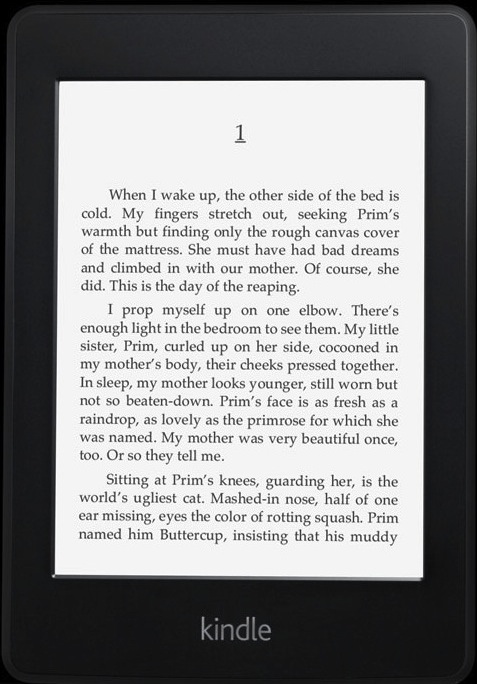 1
When I wake up, the other side of the bed is
cold. My fingers stretch out, seeking Prim's
warmth but finding only the rough canvas cover
of the mattress. She must have had bad dreams
and climbed in with our mother. Of course, she
did. This is the day of the reaping.
I prop myself up on one elbow. There's
enough light in the bedroom to see them. My little
sister, Prim, curled up on her side, cocooned in
my mother's body, their cheeks pressed together.
In sleep, my mother looks younger, still worn but
not so beaten-down. Prim's face is as fresh as a
raindrop, as lovely as the primrose for which she
was named. My mother was very beautiful once,
too. Or so they tell me.
Sitting at Prim's knees, guarding her, is the
world's ugliest cat. Mashed-in nose, half of one
ear missing, eyes the color of rotting squash. Prim
named him Buttercup, insisting that his muddy
kindle